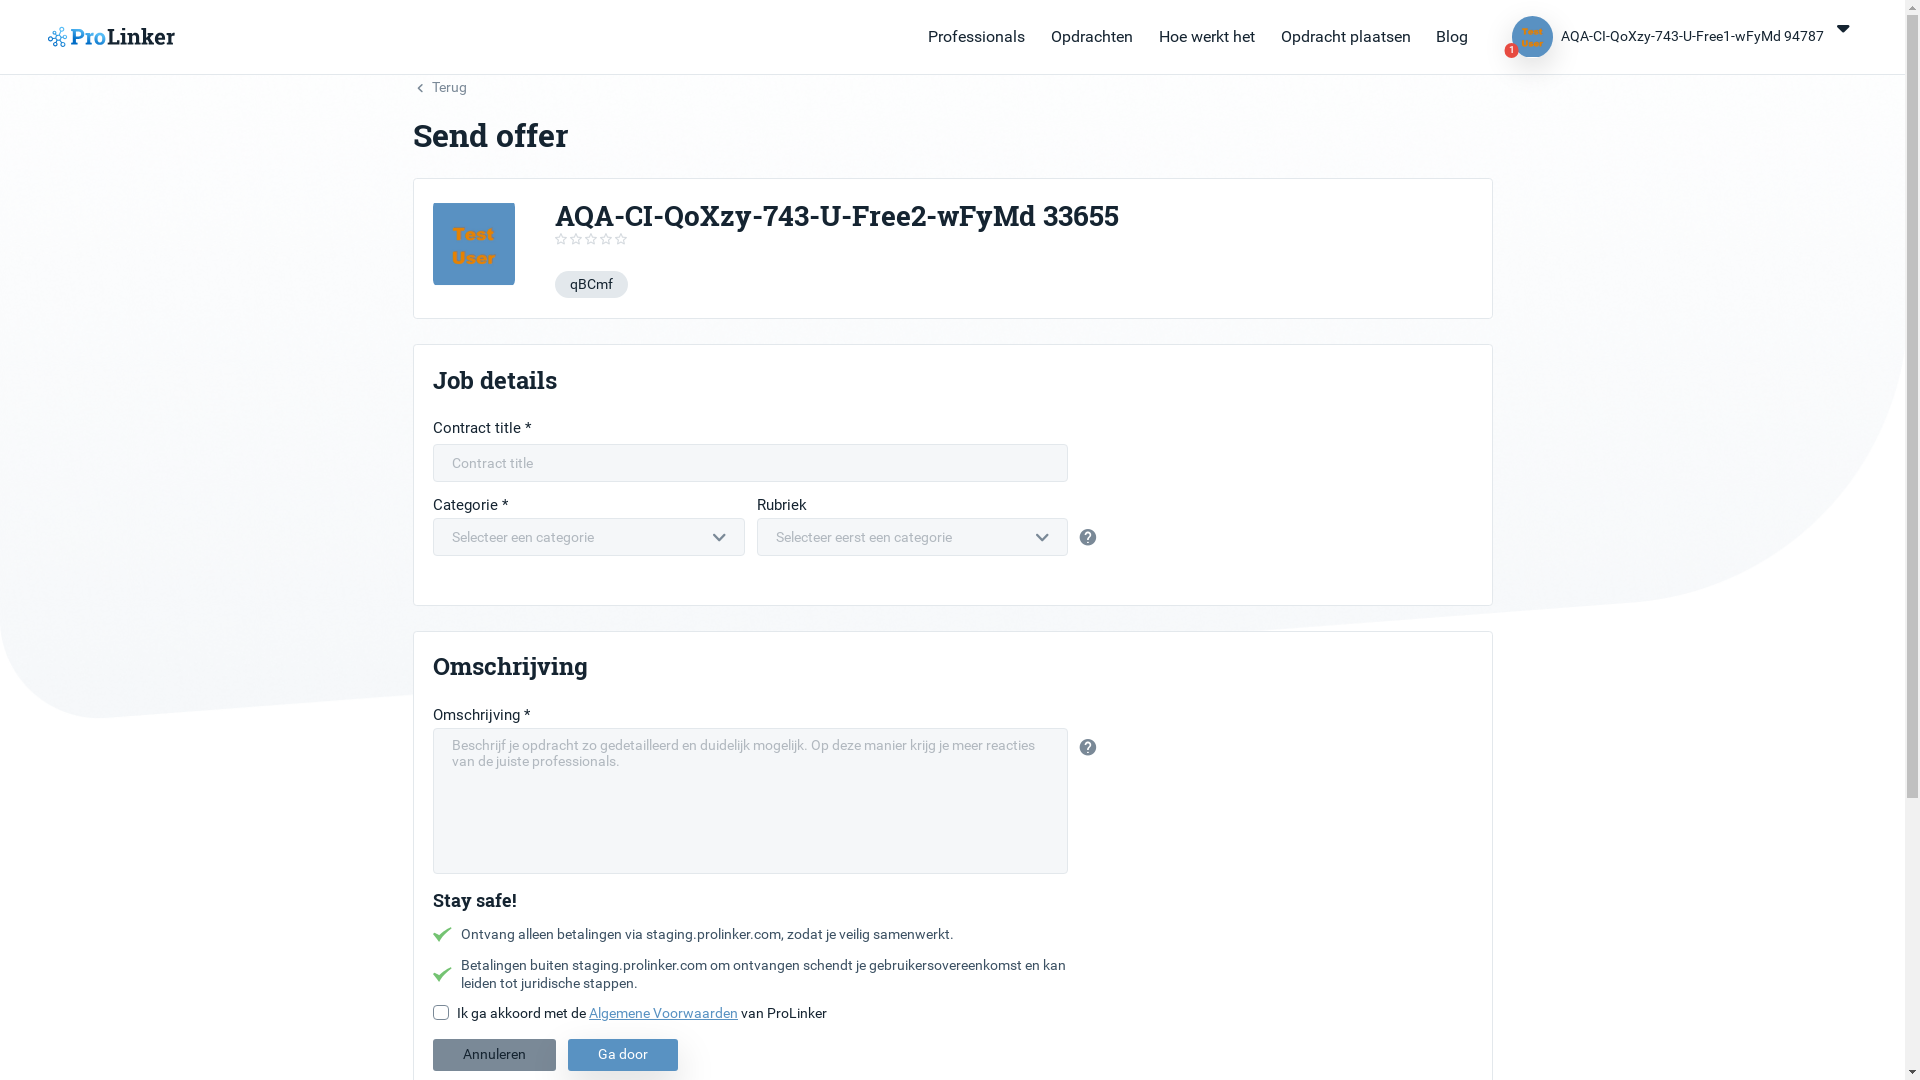 ProLinker
Professionals
Opdrachten
Hoe werkt het
Opdracht plaatsen
Blog
Test
User
1
AQA-CI-QoXzy-743-U-Free1-wFyMd 94787
Terug
Send offer
Test
User
AQA-CI-QoXzy-743-U-Free2-wFyMd 33655
qBCmf
Job details
Contract title *
Contract title
Categorie *
Rubriek
Selecteer een categorie
Selecteer eerst een categorie
?
Omschrijving
Omschrijving *
Beschrijf je opdracht zo gedetailleerd en duidelijk mogelijk. Op deze manier krijg je meer reacties
van de juiste professionals.
?
Stay safe!
Ontvang alleen betalingen via staging.prolinker.com, zodat je veilig samenwerkt.
Betalingen buiten staging.prolinker.com om ontvangen schendt je gebruikersovereenkomst en kan
leiden tot juridische stappen.
Ik ga akkoord met de Algemene Voorwaarden van ProLinker
Annuleren
Ga door